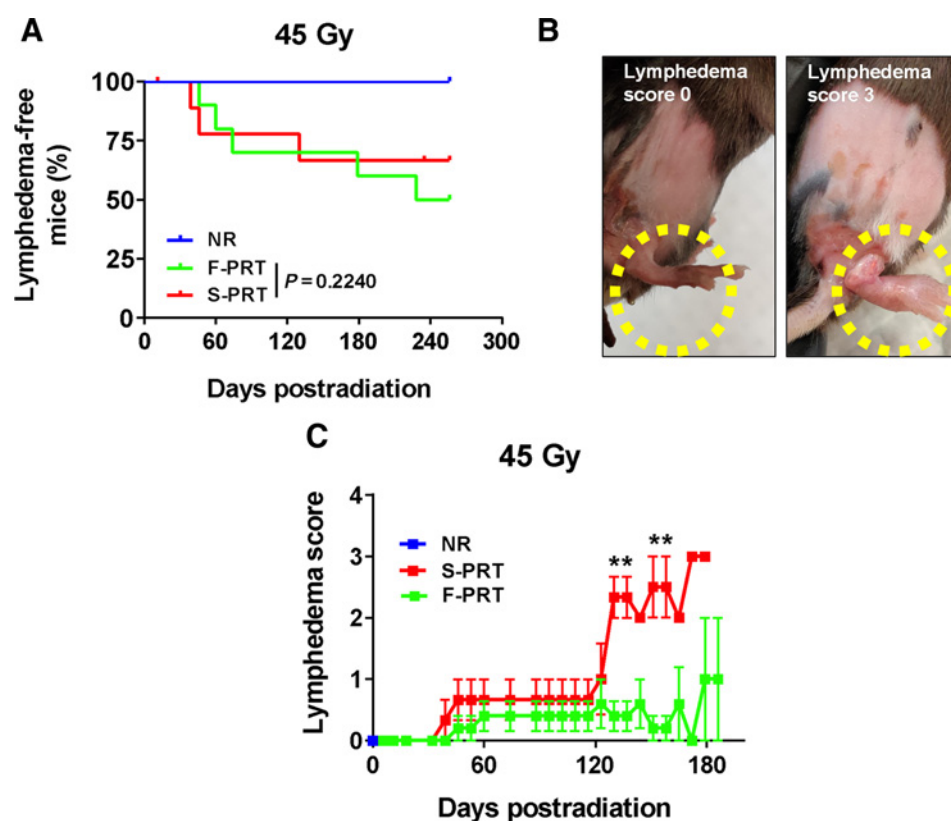 A
45 Gy
Lymphedema-free
mice (%)
100
75
50
25
0
NR
F-PRT
S-PRT
P = 0.2240
0 60 120 180 240 300
Days postradiation
B
Lymphedema
score 0
Lymphedema
score 3
C
45 Gy
Lymphedema score
4
3
2
1
0
NR
S-PRT
F-PRT
** **
0 60 120 180
Days postradiation